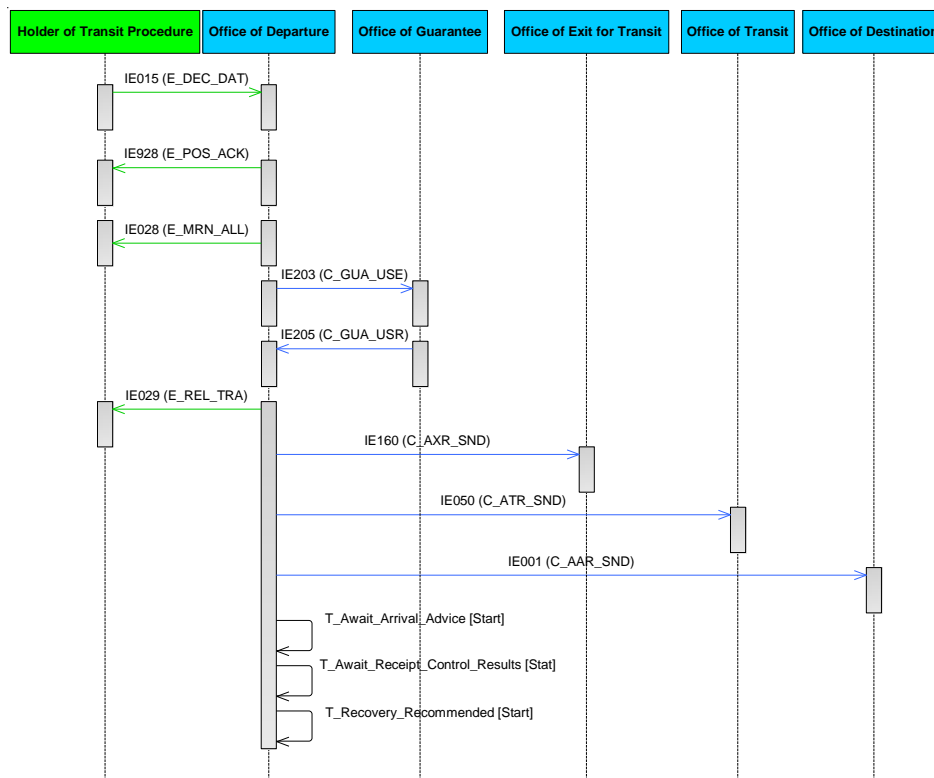 Holder of Transit Procedure
Office of Departure
Office of Guarantee
Office of Exit for Transit
Office of Transit
Office of Destination
IE015 (E_DEC_DAT)
IE928 (E_POS_ACK)
IE028 (E_MRN_ALL)
IE203 (C_GUA_USE)
IE205 (C_GUA_USR)
IE029 (E_REL_TRA)
IE160 (C_AXR_SND)
IE050 (C_ATR_SND)
IE001 (C_AAR_SND)
T_Await_Arrival_Advice [Start]
T_Await_Receipt_Control_Results [Stat]
T_Recovery_Recommended [Start]